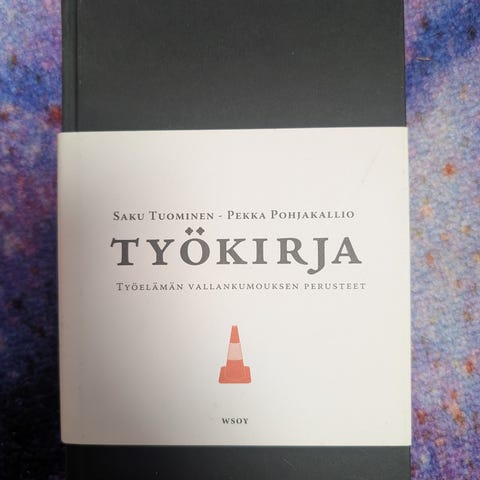 Saku Tuominen - Pekka Pohjakallio
TYÖKIRJA
Työelämän vallankumouksen perusteet
WSOY